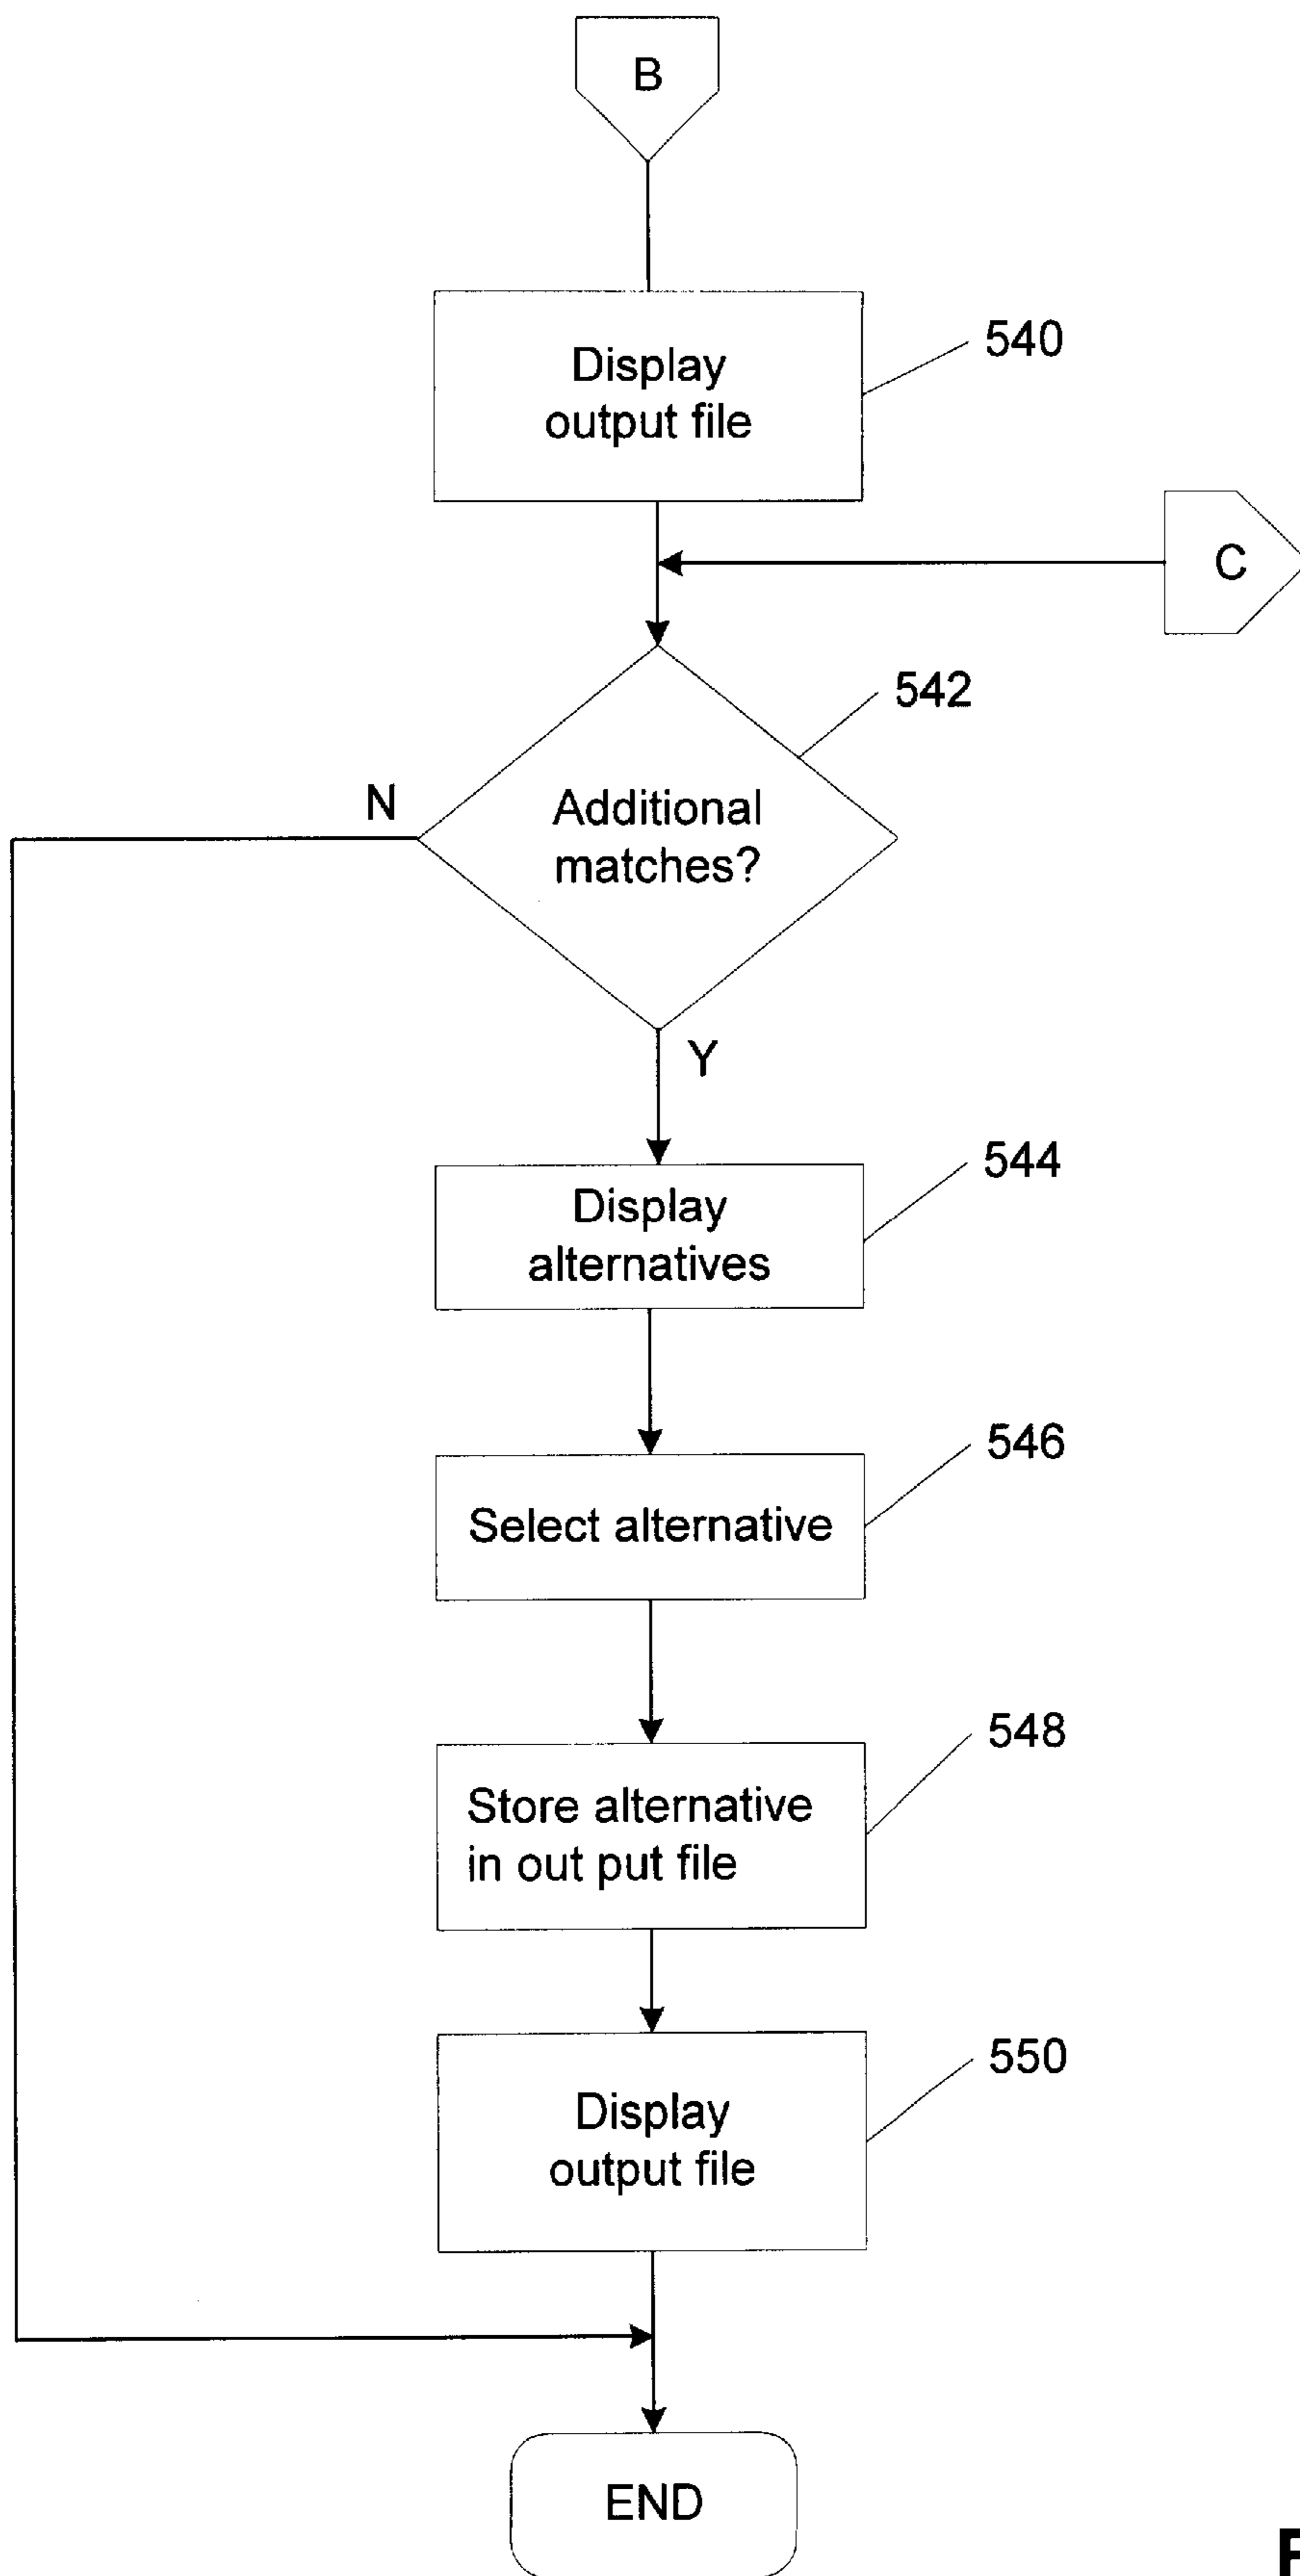 B
Display
output file
540
C
542
N
Additional
matches?
Y
Display
alternatives
544
Select alternative
546
Store alternative
in out put file
548
Display
output file
550
END